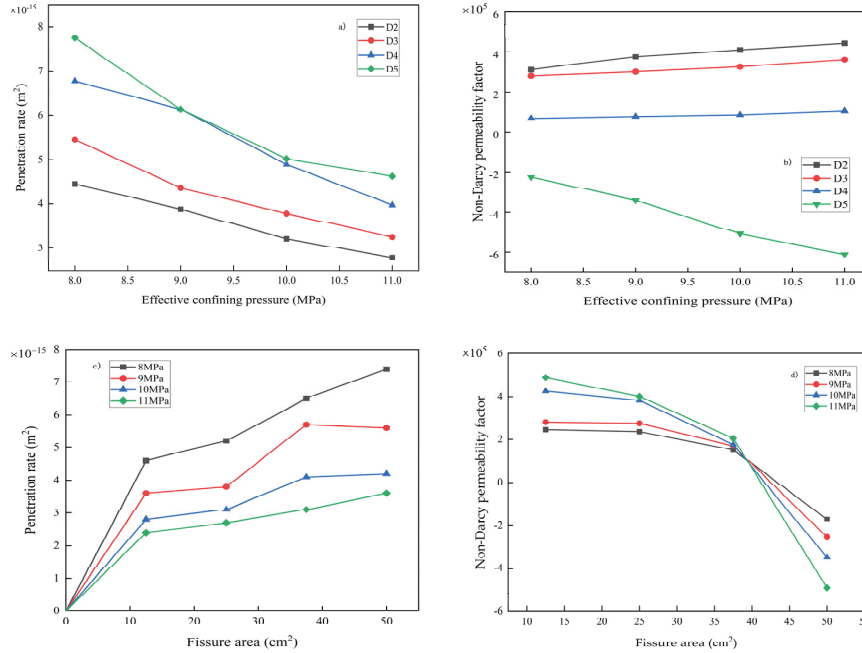 ×10⁻¹⁵
a)
D2
D3
D4
D5
8
7
6
5
4
3
Penetration rate (m²)
8.0 8.5 9.0 9.5 10.0 10.5 11.0
Effective confining pressure (MPa)
×10⁵
6
4
2
0
-2
-4
-6
Non-Darcy permeability factor
b)
D2
D3
D4
D5
8.0 8.5 9.0 9.5 10.0 10.5 11.0
Effective confining pressure (MPa)
×10⁻¹⁵
c)
8MPa
9MPa
10MPa
11MPa
8
7
6
5
4
3
2
1
0
Penetration rate (m²)
0 10 20 30 40 50 60
Fissure area (cm²)
×10⁵
d)
8MPa
9MPa
10MPa
11MPa
6
4
2
0
-2
-4
-6
Non-Darcy permeability factor
10 15 20 25 30 35 40 45 50
Fissure area (cm²)